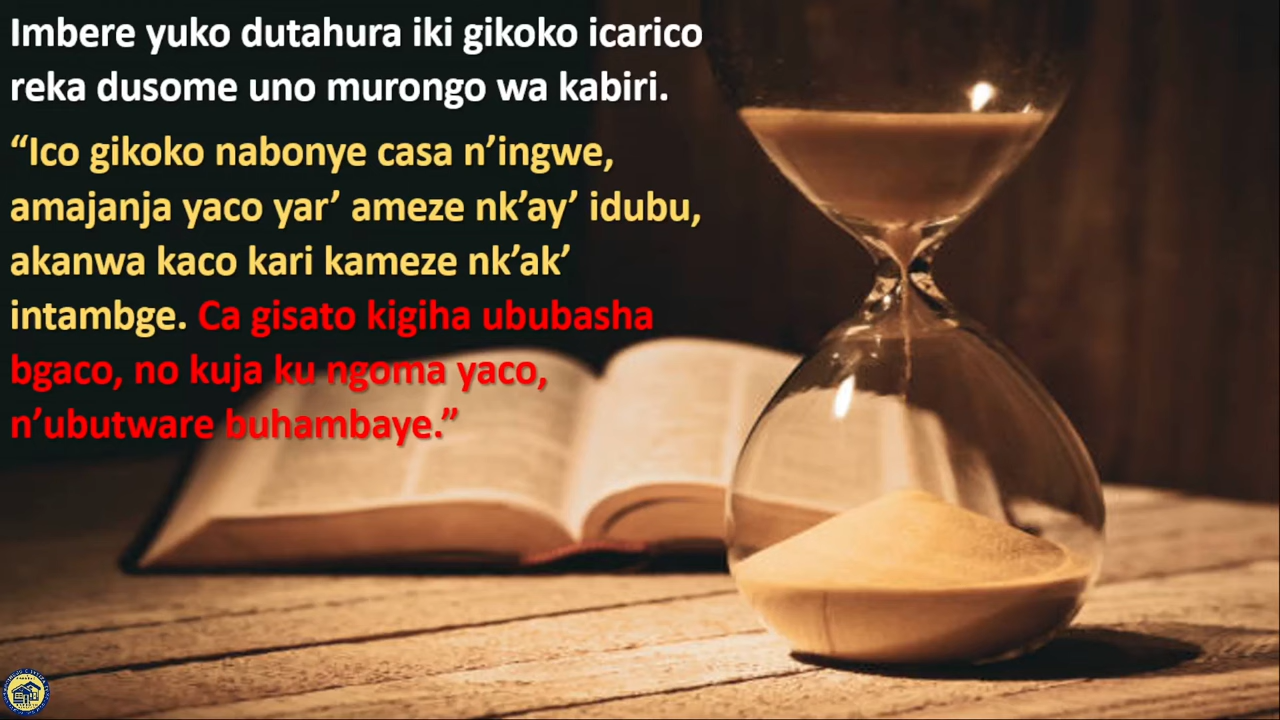 Imbere yuko dutahura iki gikoko icarico
reka dusome uno murongo wa kabiri.
“Ico gikoko nabonye casa n’ingwe,
amajanja yaco yar’ ameze nk’ay’ idubu,
akanwa kaco kari kameze nk’ak’
intambge. Ca gisato kigiha ububasha
bgaco, no kuja ku ngoma yaco,
n’ubutware buhambaye.”